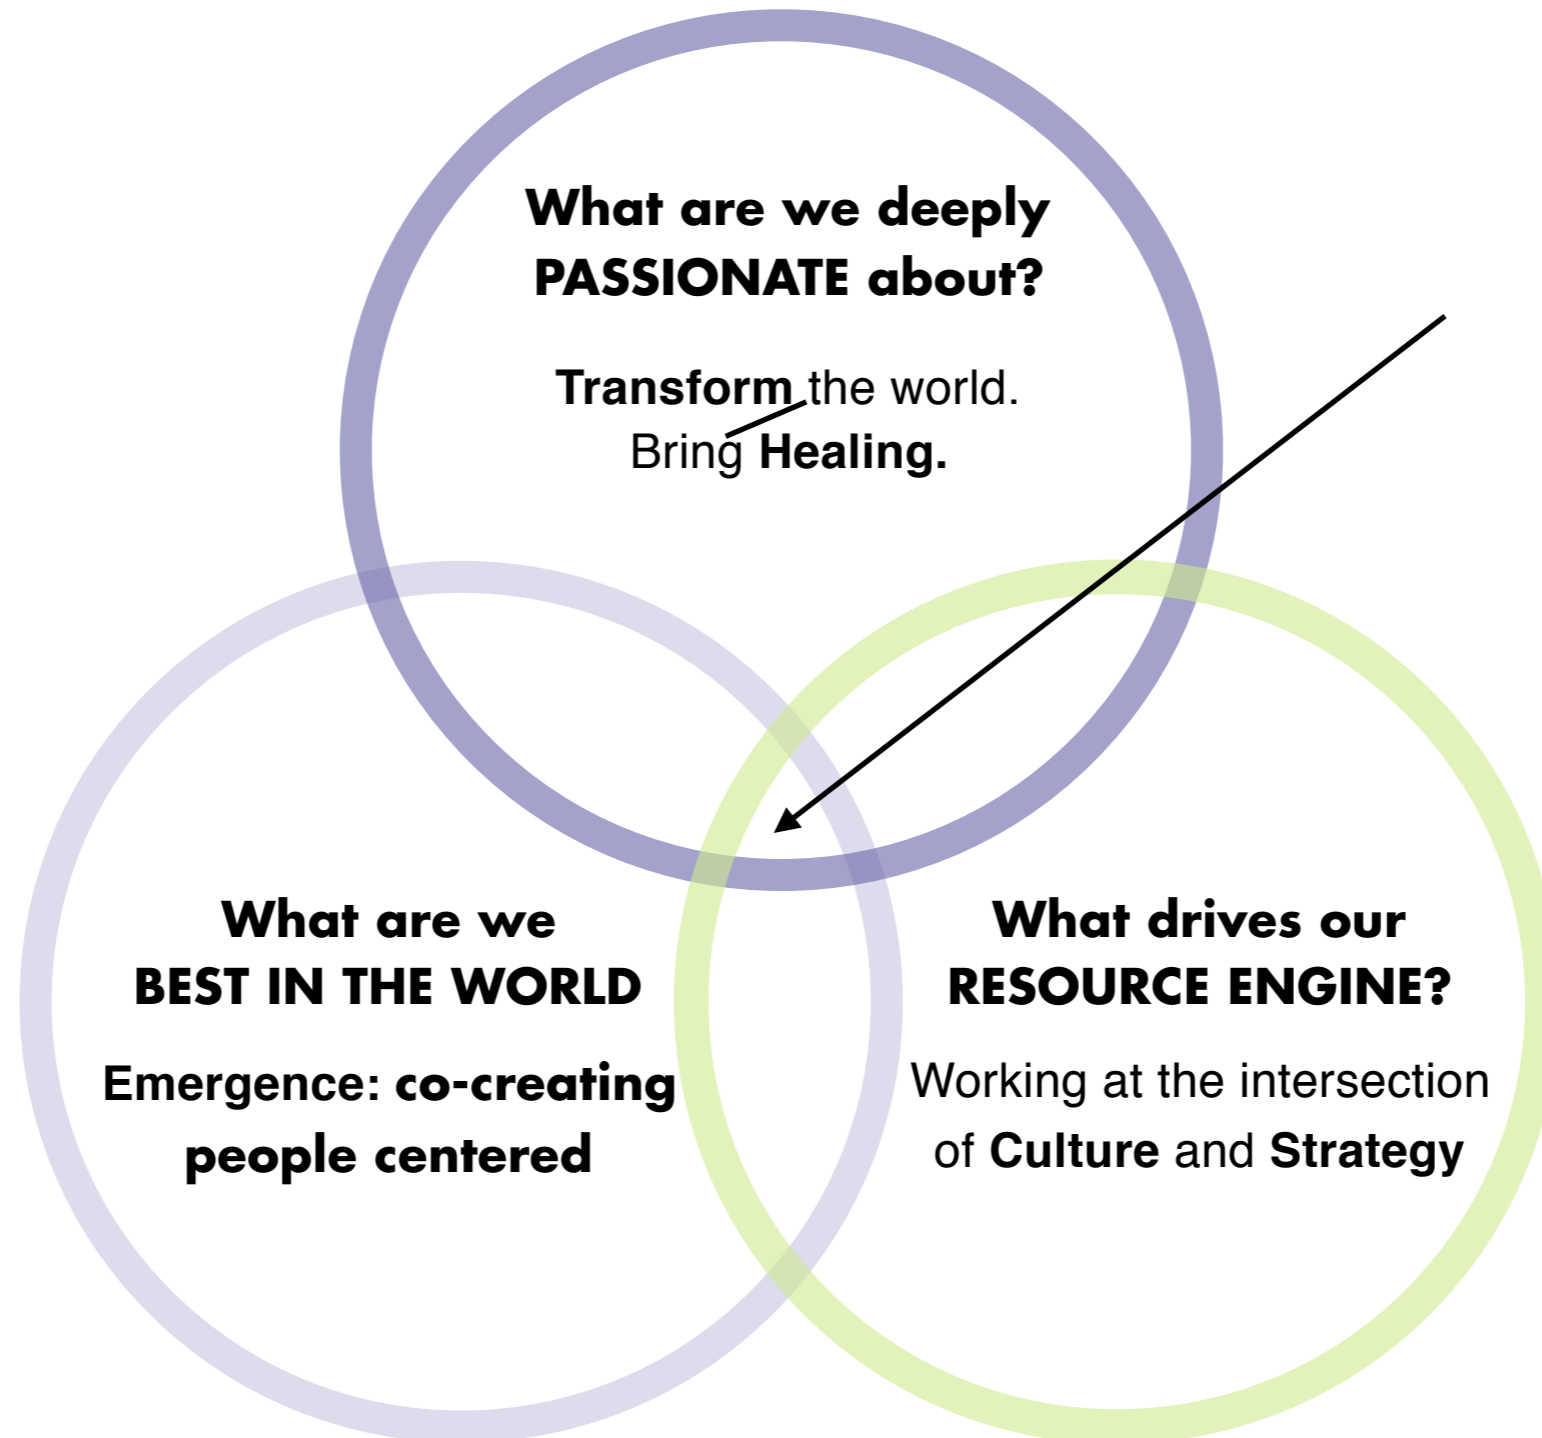 What are we deeply
PASSIONATE about?
Transform the world.
Bring Healing.
What are we
BEST IN THE WORLD
Emergence: co-creating
people centered
What drives our
RESOURCE ENGINE?
Working at the intersection
of Culture and Strategy